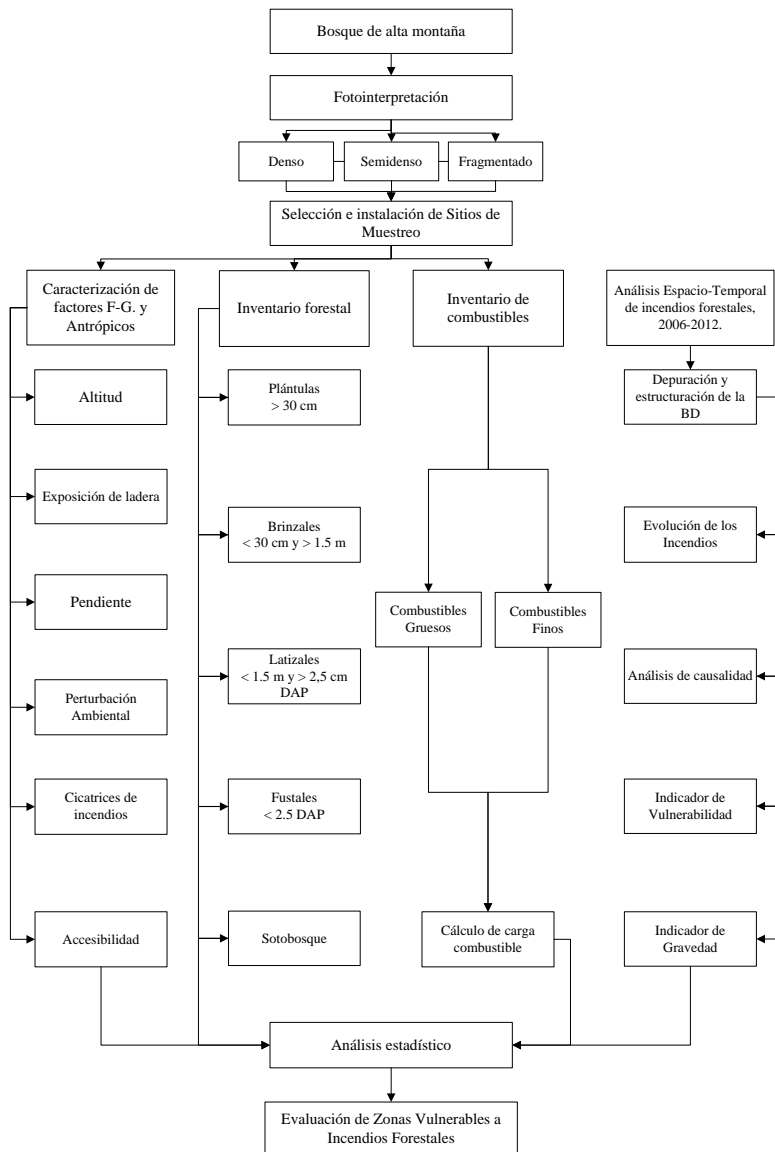 Bosque de alta montaña
Fotointerpretación
Denso
Semidenso
Fragmentado
Selección e instalación de Sitios de
Muestreo
Caracterización de
factores F-G. y
Antrópicos
Inventario forestal
Inventario de
combustibles
Análisis Espacio-Temporal
de incendios forestales,
2006-2012.
Altitud
Plántulas
> 30 cm
Depuración y
estructuración de la
BD
Exposición de ladera
Brinzales
< 30 cm y > 1.5 m
Evolución de los
Incendios
Pendiente
Combustibles
Gruesos
Combustibles
Finos
Latizales
< 1.5 m y > 2,5 cm
DAP
Análisis de causalidad
Perturbación
Ambiental
Cicatrices de
incendios
Fustales
< 2.5 DAP
Indicador de
Vulnerabilidad
Accesibilidad
Sotobosque
Cálculo de carga
combustible
Indicador de
Gravedad
Análisis estadístico
Evaluación de Zonas Vulnerables a
Incendios Forestales